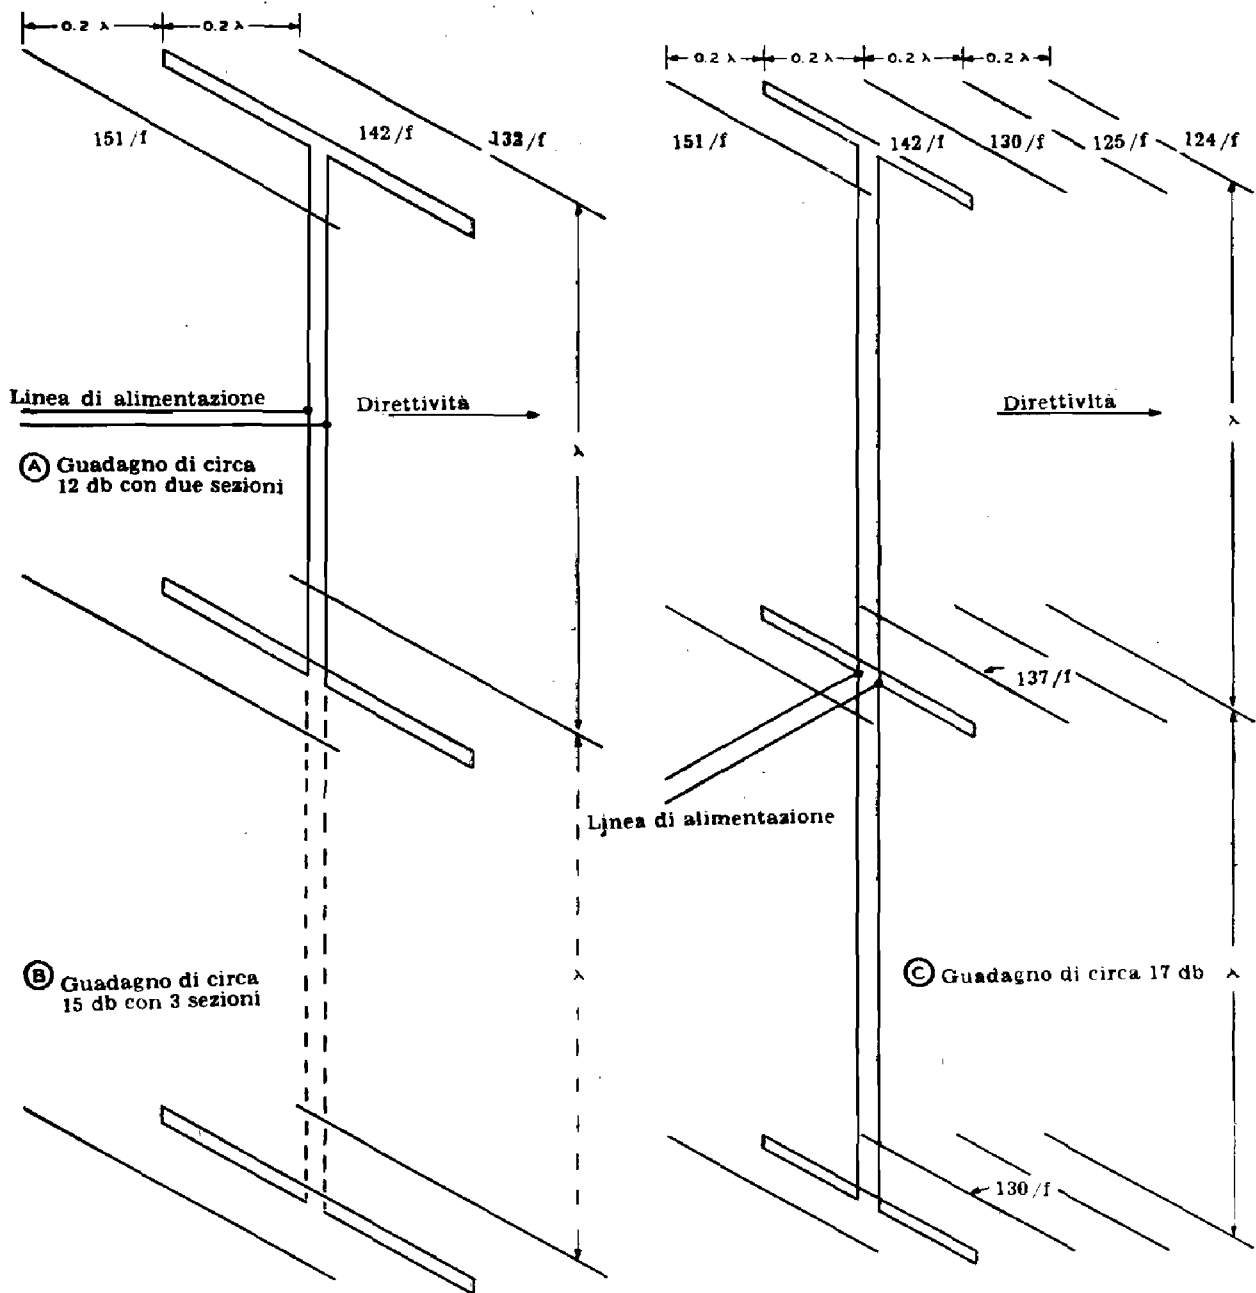 0.2 λ
0.2 λ
0.2 λ
0.2 λ
0.2 λ
0.2 λ
151/f
142/f
132/f
151/f
142/f
130/f
125/f
124/f
Linea di alimentazione
Direttività
Direttività
λ
λ
A Guadagno di circa
12 db con due sezioni
137/f
Linea di alimentazione
B Guadagno di circa
15 db con 3 sezioni
λ
C Guadagno di circa 17 db
λ
130/f